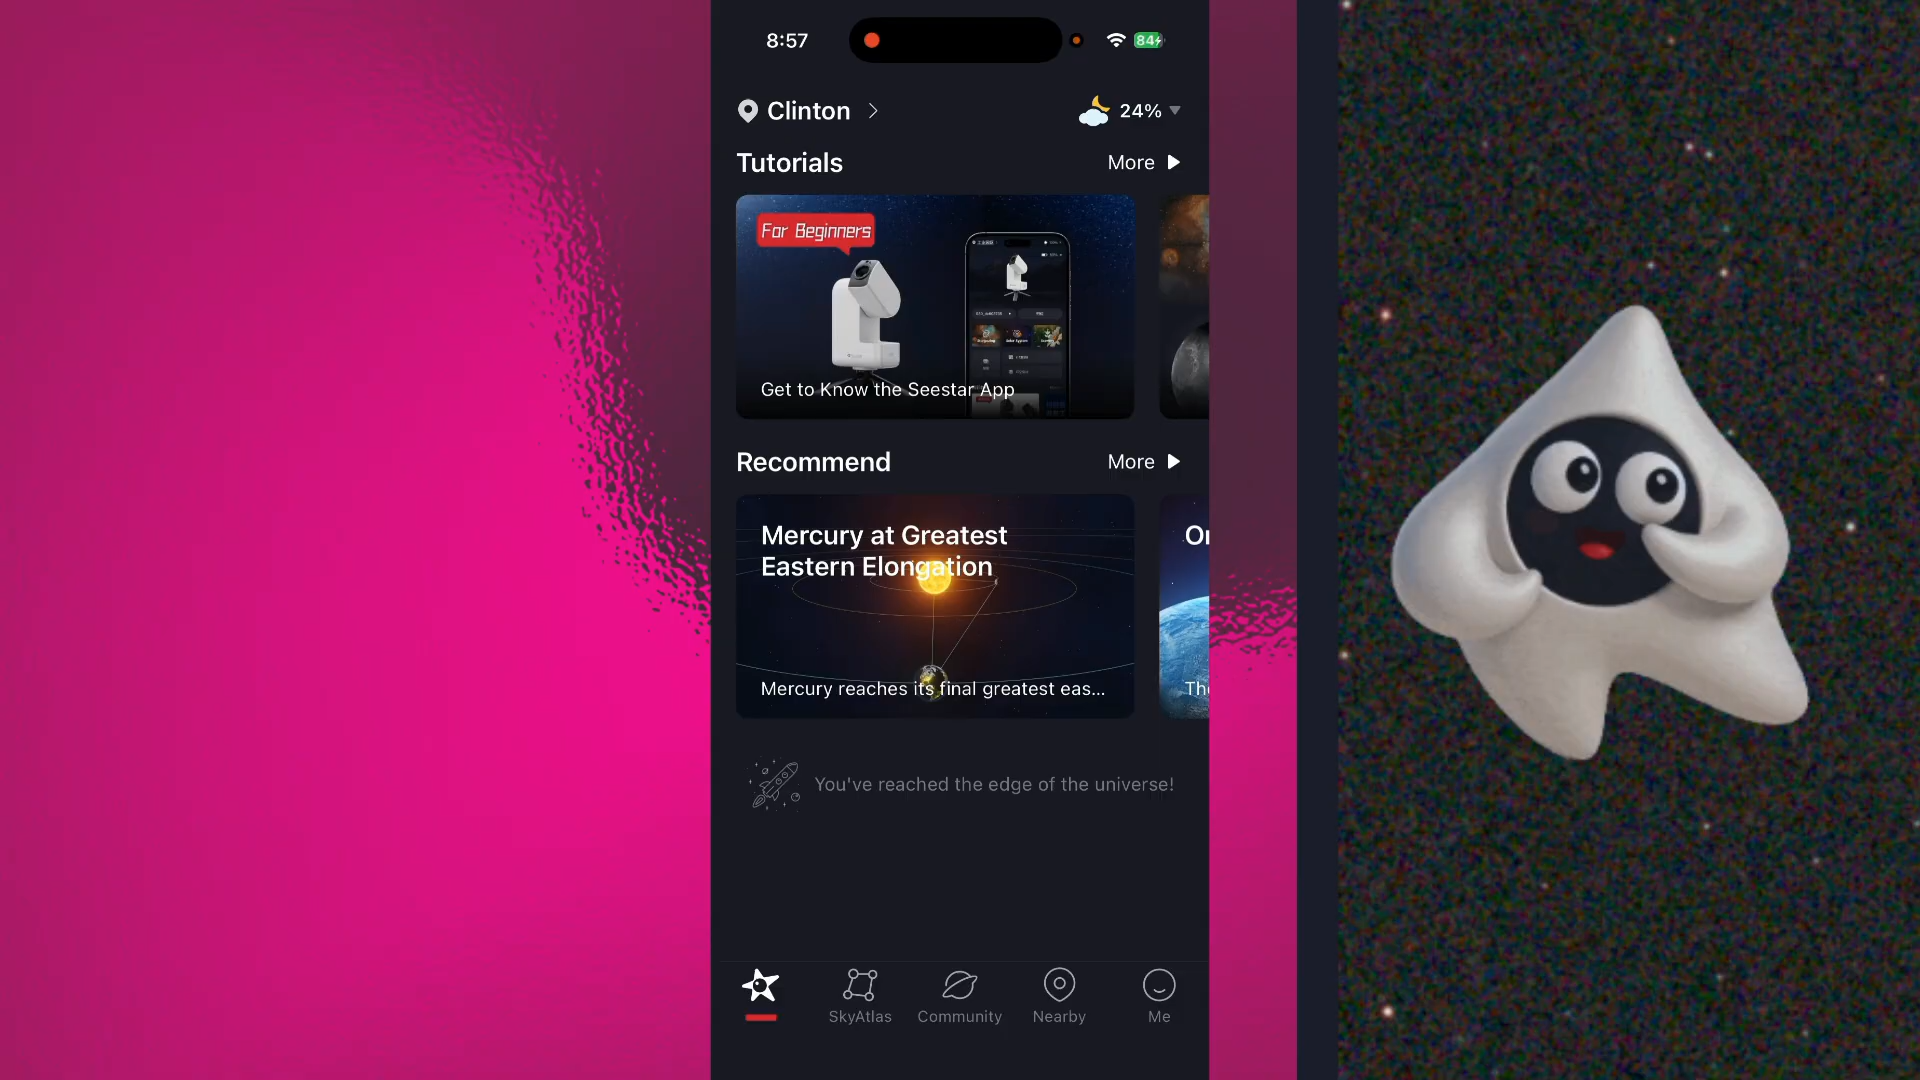 8:57
84
Clinton
24%
Tutorials
More
For Beginners
Get to Know the Seestar App
Recommend
More
Mercury at Greatest
Eastern Elongation
Or
Mercury reaches its final greatest eas...
The
You've reached the edge of the universe!
SkyAtlas
Community
Nearby
Me